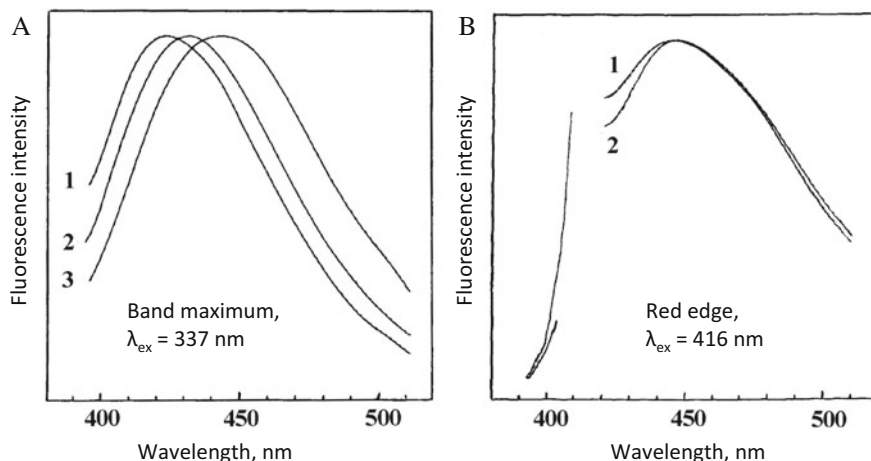 A
Fluorescence intensity
1
2
3
Band maximum,
λex = 337 nm
400
450
500
Wavelength, nm
B
Fluorescence intensity
1
2
Red edge,
λex = 416 nm
400
450
500
Wavelength, nm